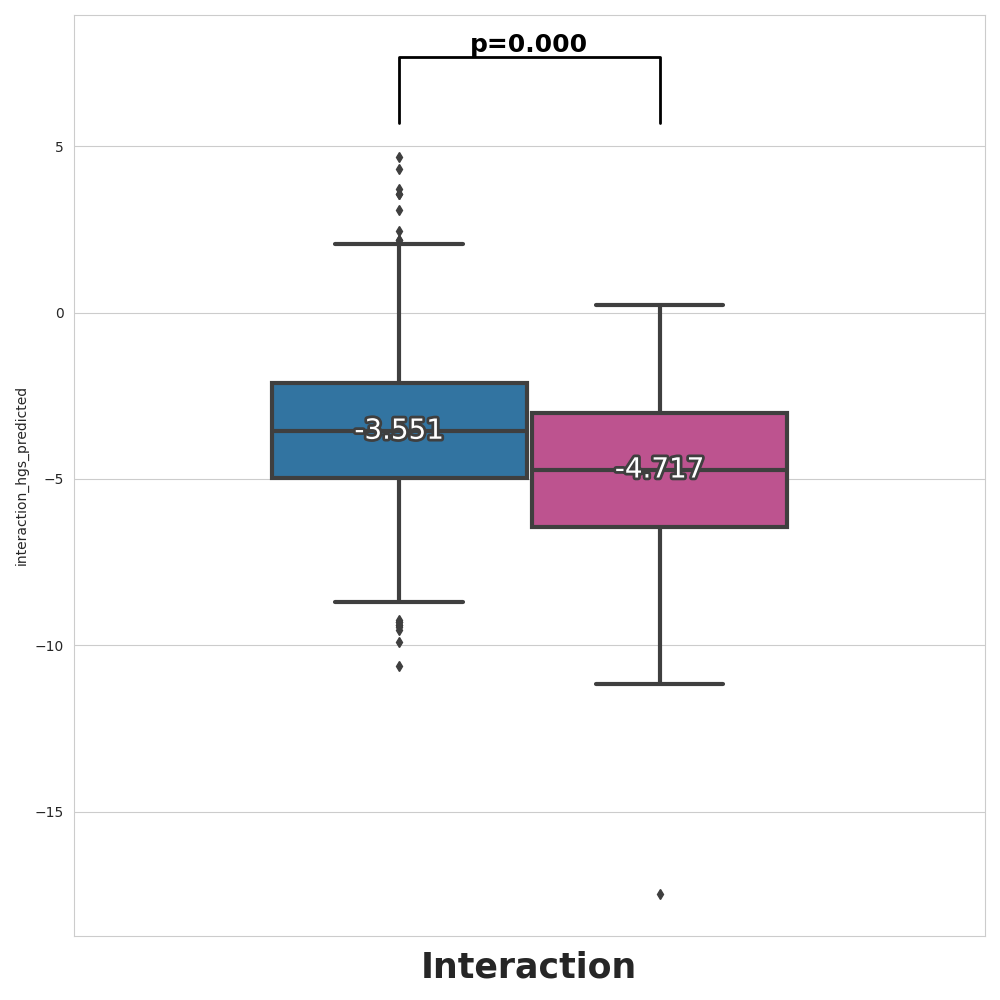 p=0.000
5
0
−5
−10
−15
interaction_hgs_predicted
-3.551
-4.717
Interaction